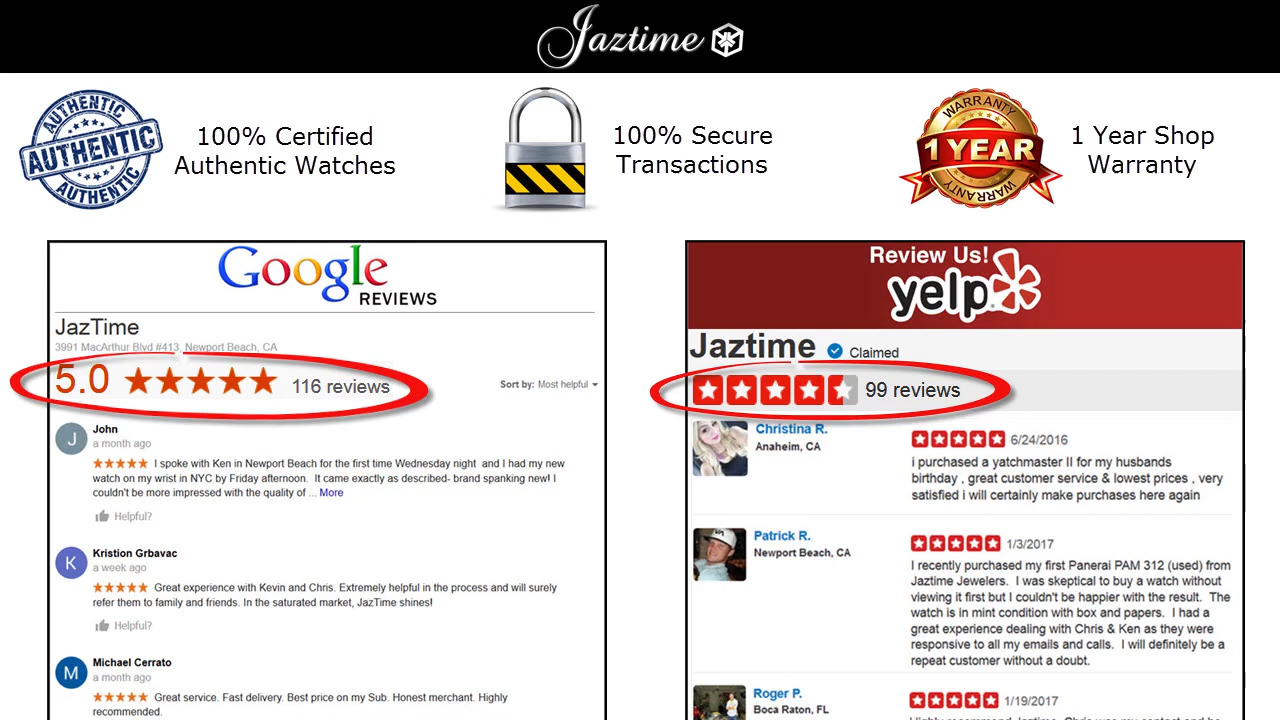 Jaztime
AUTHENTIC
AUTHENTIC
AUTHENTIC
100% Certified
Authentic Watches
100% Secure
Transactions
WARRANTY
1 YEAR
WARRANTY
1 Year Shop
Warranty
Google
REVIEWS
JazTime
3991 MacArthur Blvd #413, Newport Beach, CA
5.0 116 reviews
Sort by: Most helpful
J
John
a month ago
I spoke with Ken in Newport Beach for the first time Wednesday night and I had my new
watch on my wrist in NYC by Friday afternoon. It came exactly as described- brand spanking new! I
couldn't be more impressed with the quality of ... More
Helpful?
K
Kristion Grbavac
a week ago
Great experience with Kevin and Chris. Extremely helpful in the process and will surely
refer them to family and friends. In the saturated market, JazTime shines!
Helpful?
M
Michael Cerrato
a month ago
Great service. Fast delivery. Best price on my Sub. Honest merchant. Highly
recommended.
Review Us!
yelp
Jaztime Claimed
99 reviews
Christina R.
Anaheim, CA
6/24/2016
i purchased a yatchmaster II for my husbands
birthday , great customer service & lowest prices , very
satisfied i will certainly make purchases here again
Patrick R.
Newport Beach, CA
1/3/2017
I recently purchased my first Panerai PAM 312 (used) from
Jaztime Jewelers. I was skeptical to buy a watch without
viewing it first but I couldn't be happier with the result. The
watch is in mint condition with box and papers. I had a
great experience dealing with Chris & Ken as they were
responsive to all my emails and calls. I will definitely be a
repeat customer without a doubt.
Roger P.
Boca Raton, FL
1/19/2017